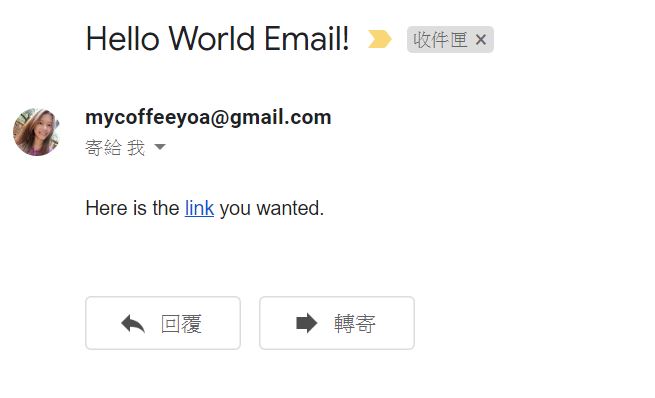 Hello World Email! 收件匣 ×
mycoffeeyoa@gmail.com
寄給 我
Here is the link you wanted.
回覆 轉寄